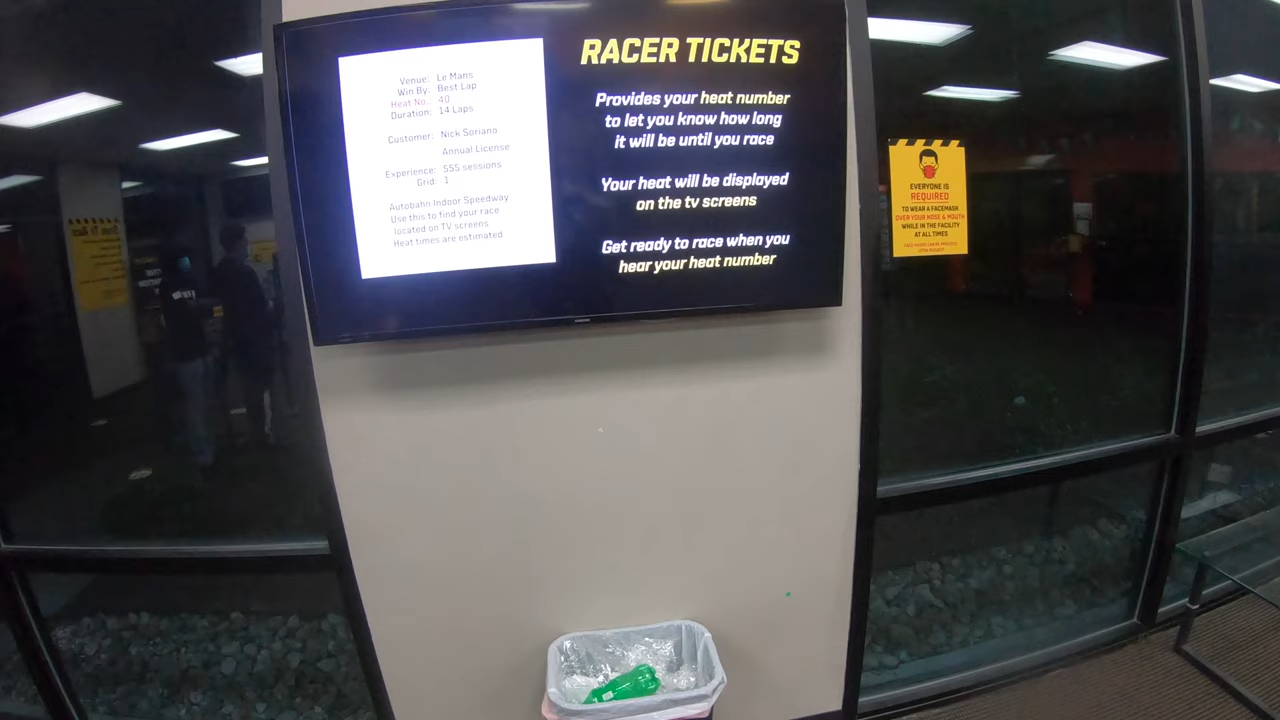 Venue: Le Mans
Win By: Best Lap
Heat No.: 40
Duration: 14 Laps
Customer: Nick Soriano
Annual License
Experience: 555 sessions
Grid: 1
Autobahn Indoor Speedway
Use this to find your race
located on TV screens
Heat times are estimated
RACER TICKETS
Provides your heat number
to let you know how long
it will be until you race
Your heat will be displayed
on the tv screens
Get ready to race when you
hear your heat number
EVERYONE IS
REQUIRED
TO WEAR A FACEMASK
OVER YOUR NOSE & MOUTH
WHILE IN THE FACILITY
AT ALL TIMES